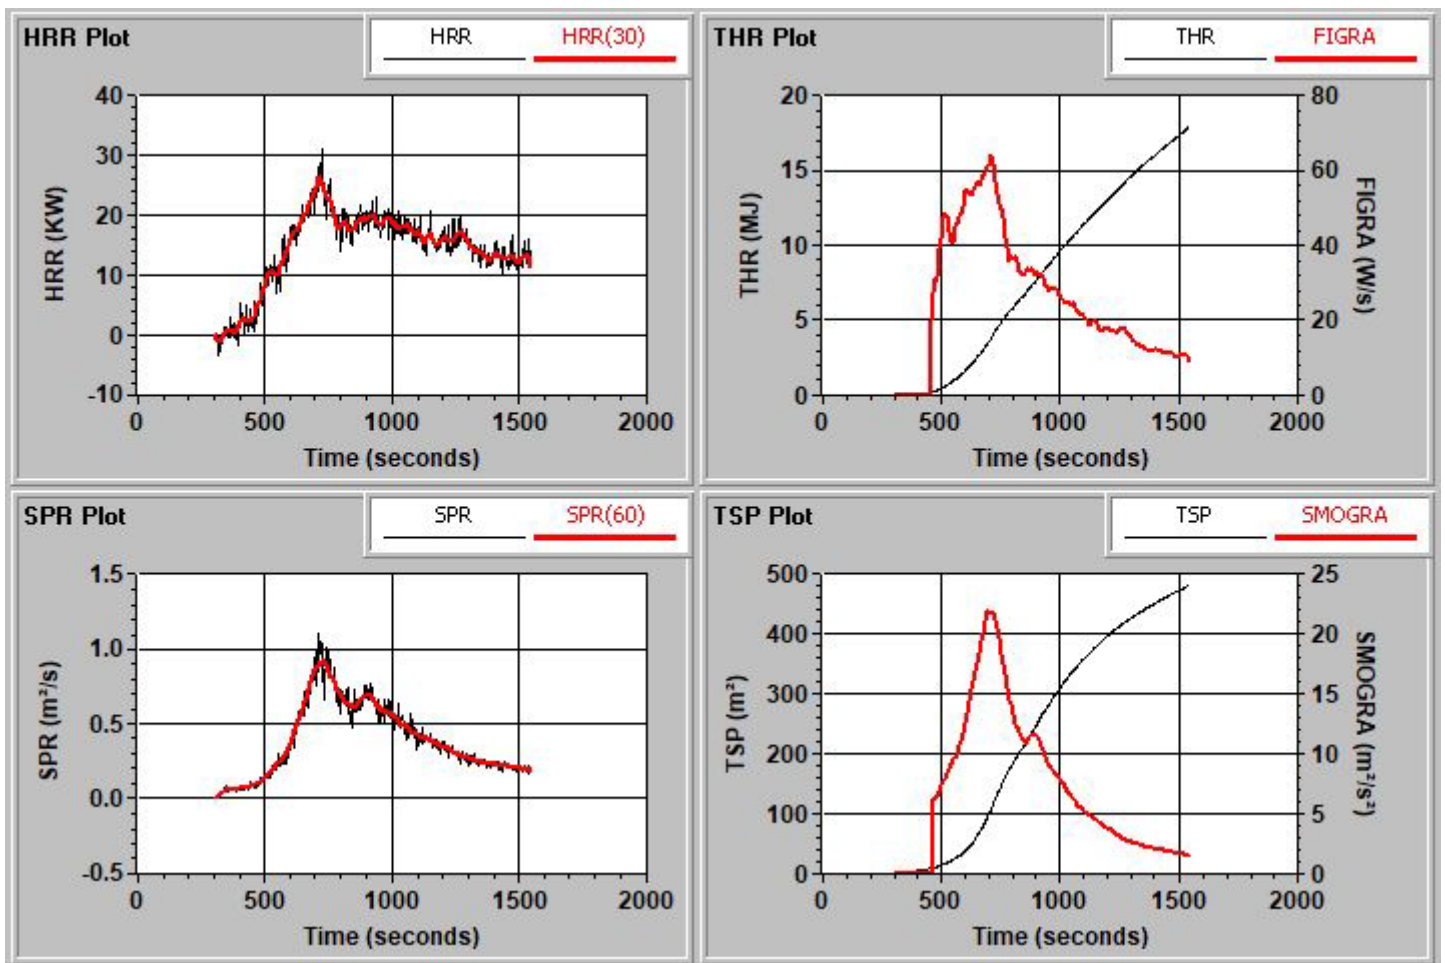 HRR Plot
HRR HRR(30)
40
30
20
10
0
-10
HRR (KW)
0 500 1000 1500 2000
Time (seconds)
THR Plot
THR FIGRA
20 80
15 60
10 40
5 20
0 0
THR (MJ)
FIGRA (W/s)
0 500 1000 1500 2000
Time (seconds)
SPR Plot
SPR SPR(60)
1.5
1.0
0.5
0.0
-0.5
SPR (m²/s)
0 500 1000 1500 2000
Time (seconds)
TSP Plot
TSP SMOGRA
500 25
400 20
300 15
200 10
100 5
0 0
TSP (m²)
SMOGRA (m²/s²)
0 500 1000 1500 2000
Time (seconds)